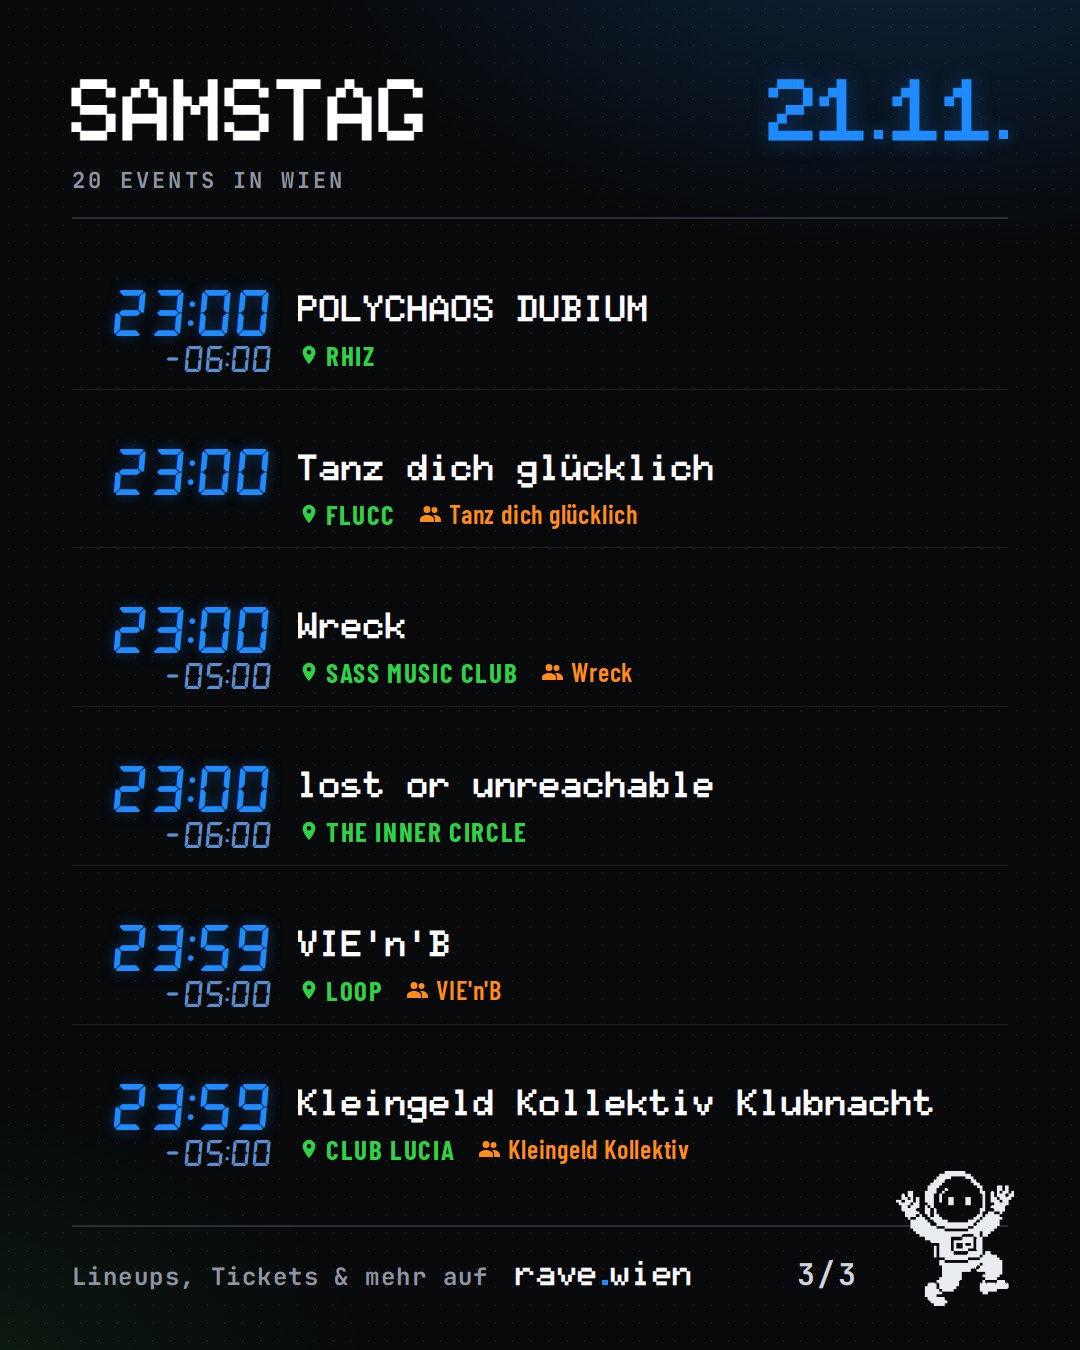 SAMSTAG 21.11.
20 EVENTS IN WIEN
23:00 POLYCHAOS DUBIUM
-06:00 RHIZ
23:00 Tanz dich glücklich
FLUCC Tanz dich glücklich
23:00 Wreck
-05:00 SASS MUSIC CLUB Wreck
23:00 lost or unreachable
-06:00 THE INNER CIRCLE
23:59 VIE'n'B
-05:00 LOOP VIE'n'B
23:59 Kleingeld Kollektiv Klubnacht
-05:00 CLUB LUCIA Kleingeld Kollektiv
Lineups, Tickets & mehr auf rave.wien 3/3